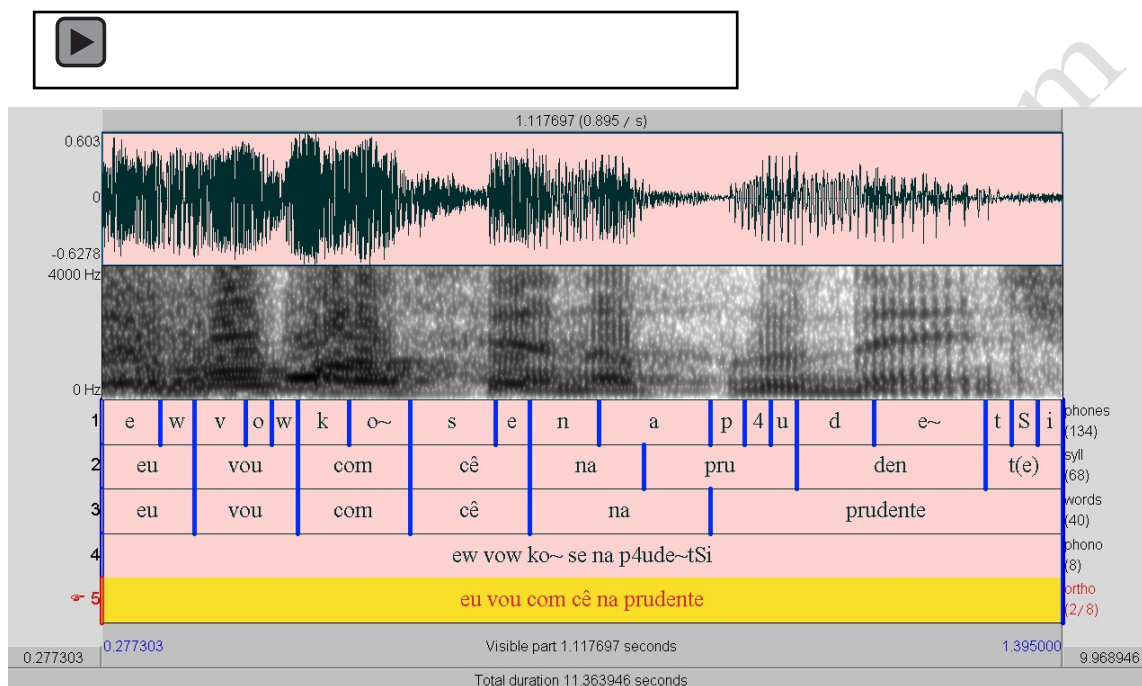 om
1.117697 (0.895 / s)
0.603
0
-0.6278
4000 Hz
0 Hz
1 e w v o w k o~ s e n a p 4 u d e~ t S i phones (134)
2 eu vou com cê na pru den t(e) syll (68)
3 eu vou com cê na prudente words (40)
4 ew vow ko~ se na p4ude~tSi phono (8)
☞ 5 eu vou com cê na prudente ortho (2/8)
0.277303 0.277303 Visible part 1.117697 seconds 1.395000 9.968946
Total duration 11.363946 seconds